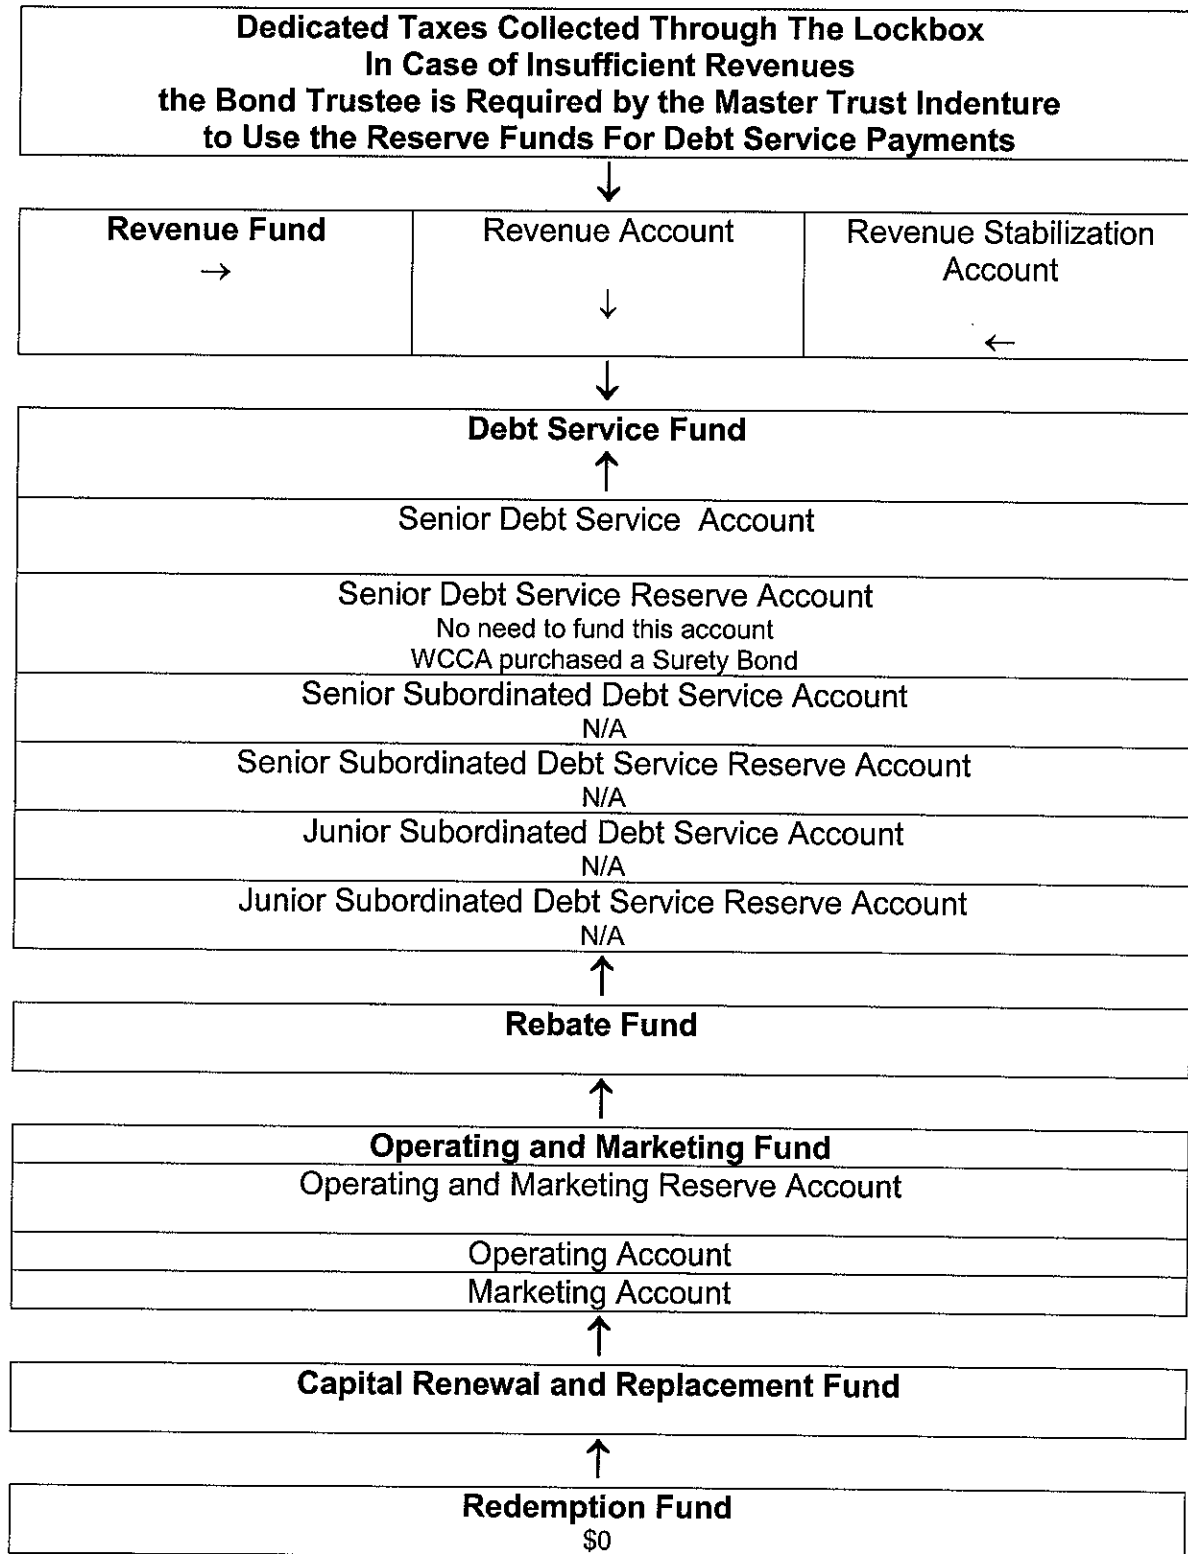 Dedicated Taxes Collected Through The Lockbox
In Case of Insufficient Revenues
the Bond Trustee is Required by the Master Trust Indenture
to Use the Reserve Funds For Debt Service Payments
↓
Revenue Fund
→
Revenue Account
↓
Revenue Stabilization
Account
←
↓
Debt Service Fund
↑
Senior Debt Service Account
Senior Debt Service Reserve Account
No need to fund this account
WCCA purchased a Surety Bond
Senior Subordinated Debt Service Account
N/A
Senior Subordinated Debt Service Reserve Account
N/A
Junior Subordinated Debt Service Account
N/A
Junior Subordinated Debt Service Reserve Account
N/A
↑
Rebate Fund
↑
Operating and Marketing Fund
Operating and Marketing Reserve Account
Operating Account
Marketing Account
↑
Capital Renewal and Replacement Fund
↑
Redemption Fund
$0